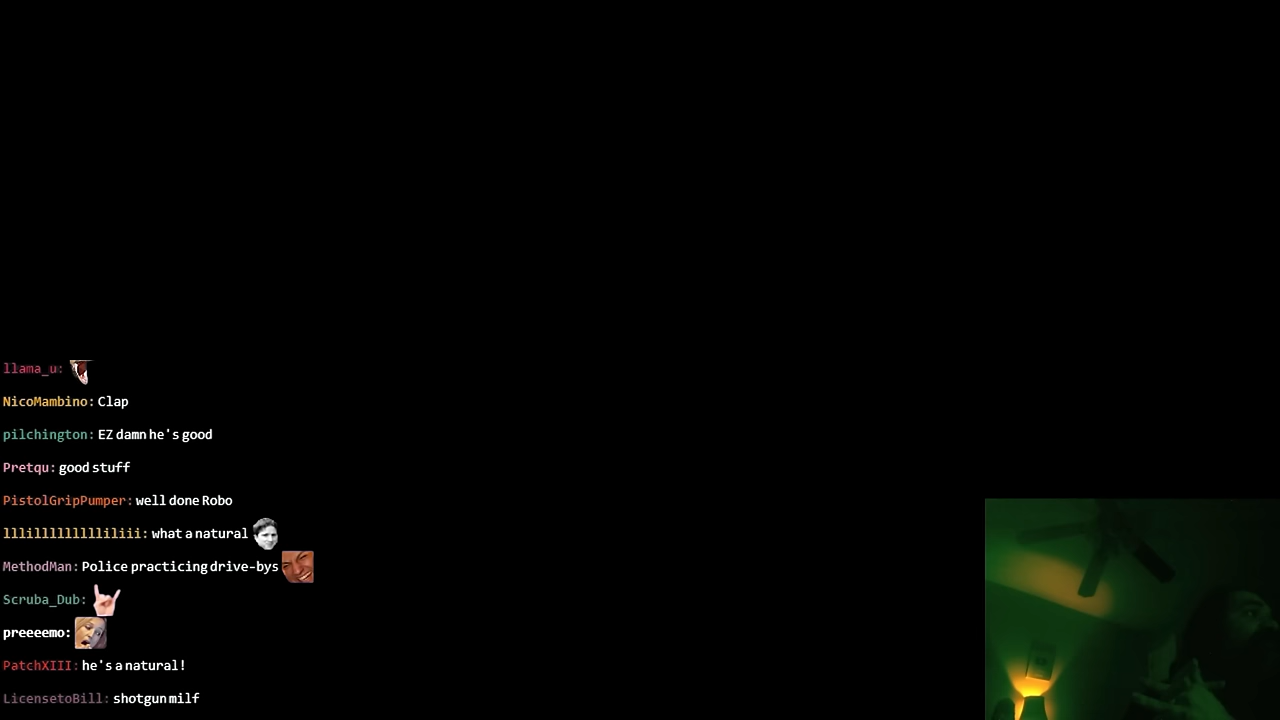 llama_u:
NicoMambino: Clap
pilchington: EZ damn he's good
Pretqu: good stuff
PistolGripPumper: well done Robo
lllillllllllliliii: what a natural
MethodMan: Police practicing drive-bys
Scruba_Dub:
preeeemo:
PatchXIII: he's a natural!
LicensetoBill: shotgun milf